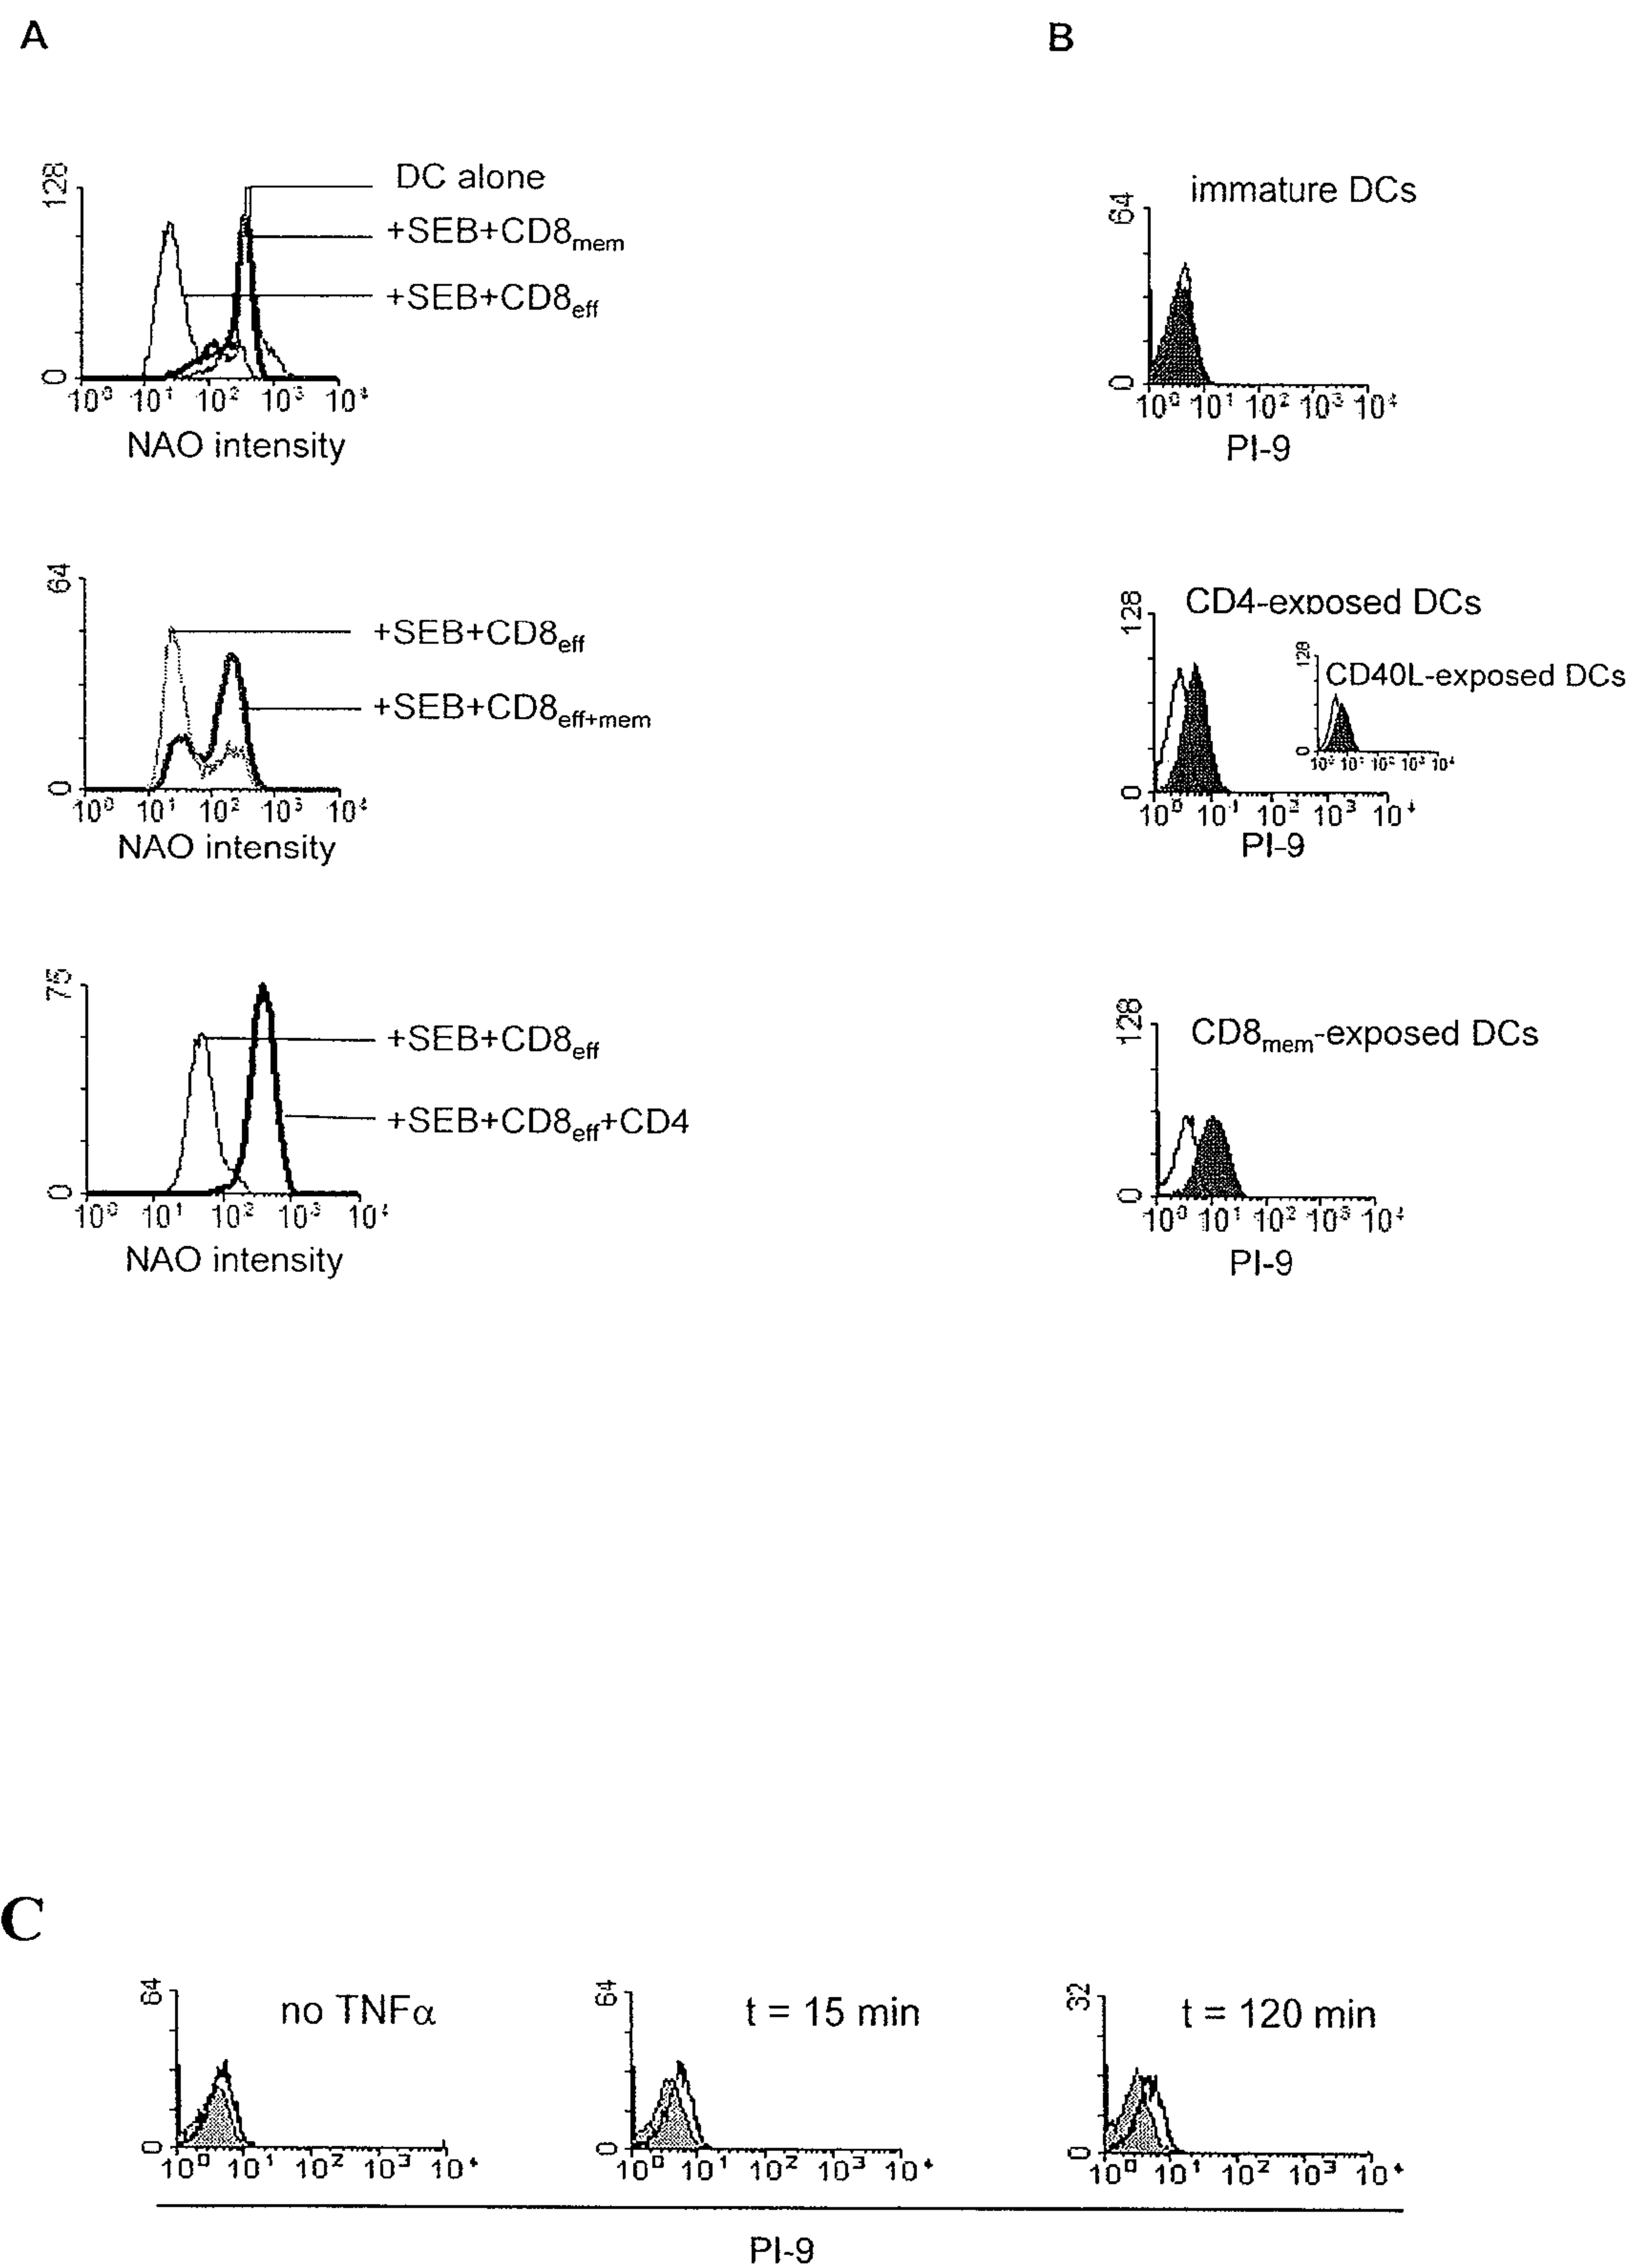 A
B
128
DC alone
+SEB+CD8mem
+SEB+CD8eff
0
10⁰ 10¹ 10² 10³ 10⁴
NAO intensity
64
immature DCs
0
10⁰ 10¹ 10² 10³ 10⁴
PI-9
64
+SEB+CD8eff
+SEB+CD8eff+mem
0
10⁰ 10¹ 10² 10³ 10⁴
NAO intensity
128
CD4-exposed DCs
128
CD40L-exposed DCs
0
10⁰ 10¹ 10² 10³ 10⁴
0
10⁰ 10¹ 10² 10³ 10⁴
PI-9
75
+SEB+CD8eff
+SEB+CD8eff+CD4
0
10⁰ 10¹ 10² 10³ 10⁴
NAO intensity
128
CD8mem-exposed DCs
0
10⁰ 10¹ 10² 10³ 10⁴
PI-9
C
64
no TNFα
0
10⁰ 10¹ 10² 10³ 10⁴
64
t = 15 min
0
10⁰ 10¹ 10² 10³ 10⁴
32
t = 120 min
0
10⁰ 10¹ 10² 10³ 10⁴
PI-9